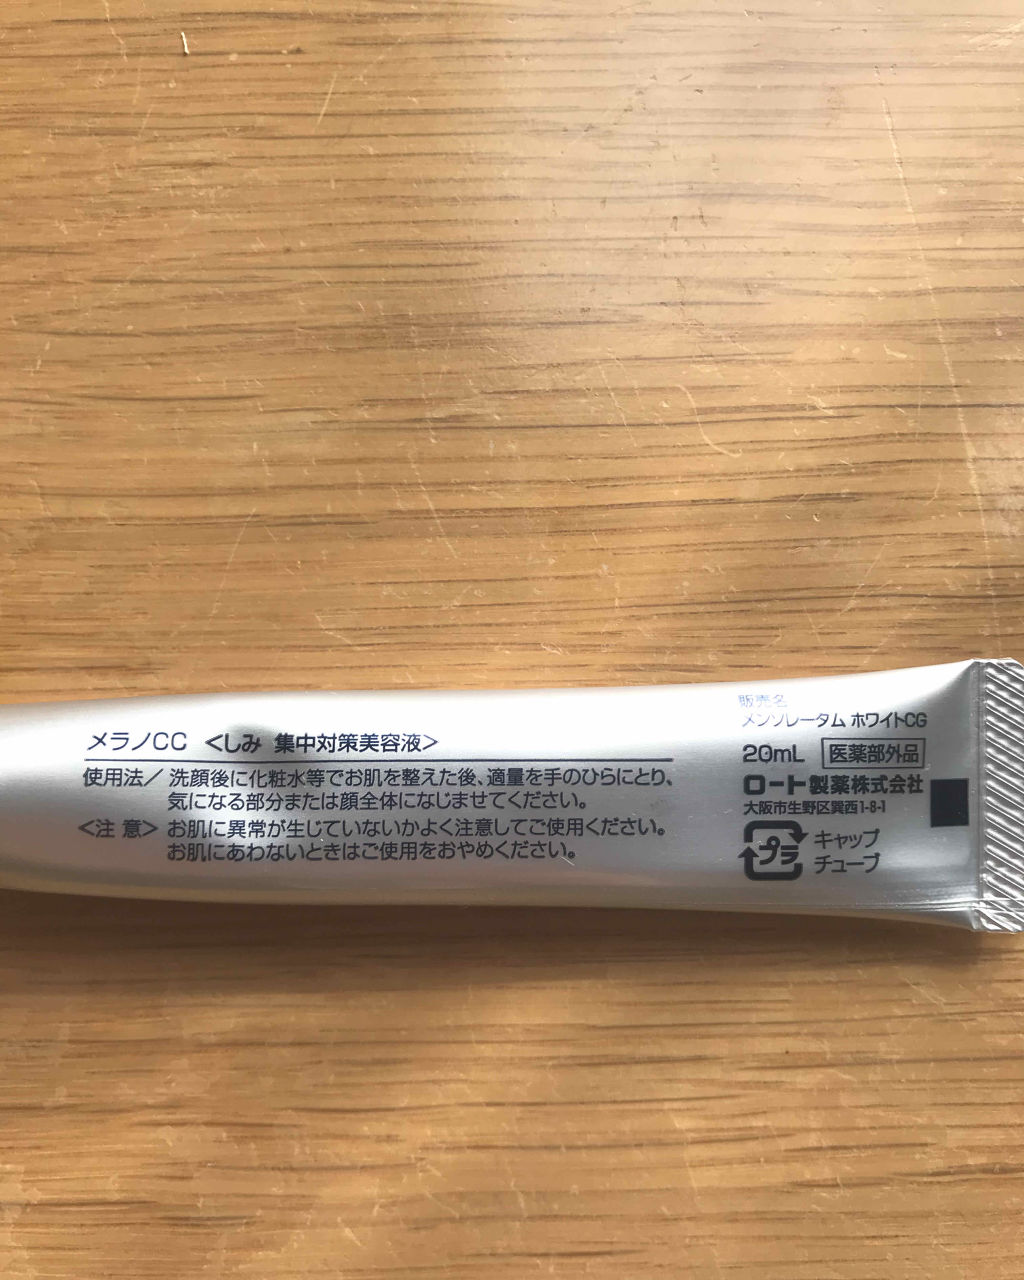 メラノCC <しみ 集中対策美容液>
使用法／洗顔後に化粧水等でお肌を整えた後、適量を手のひらにとり、
気になる部分または顔全体になじませてください。
<注 意> お肌に異常が生じていないかよく注意してご使用ください。
お肌にあわないときはご使用をおやめください。
販売名
メンソレータム ホワイトCG
20mL 医薬部外品
ロート製薬株式会社
大阪市生野区巽西1-8-1
プラ
キャップ
チューブ